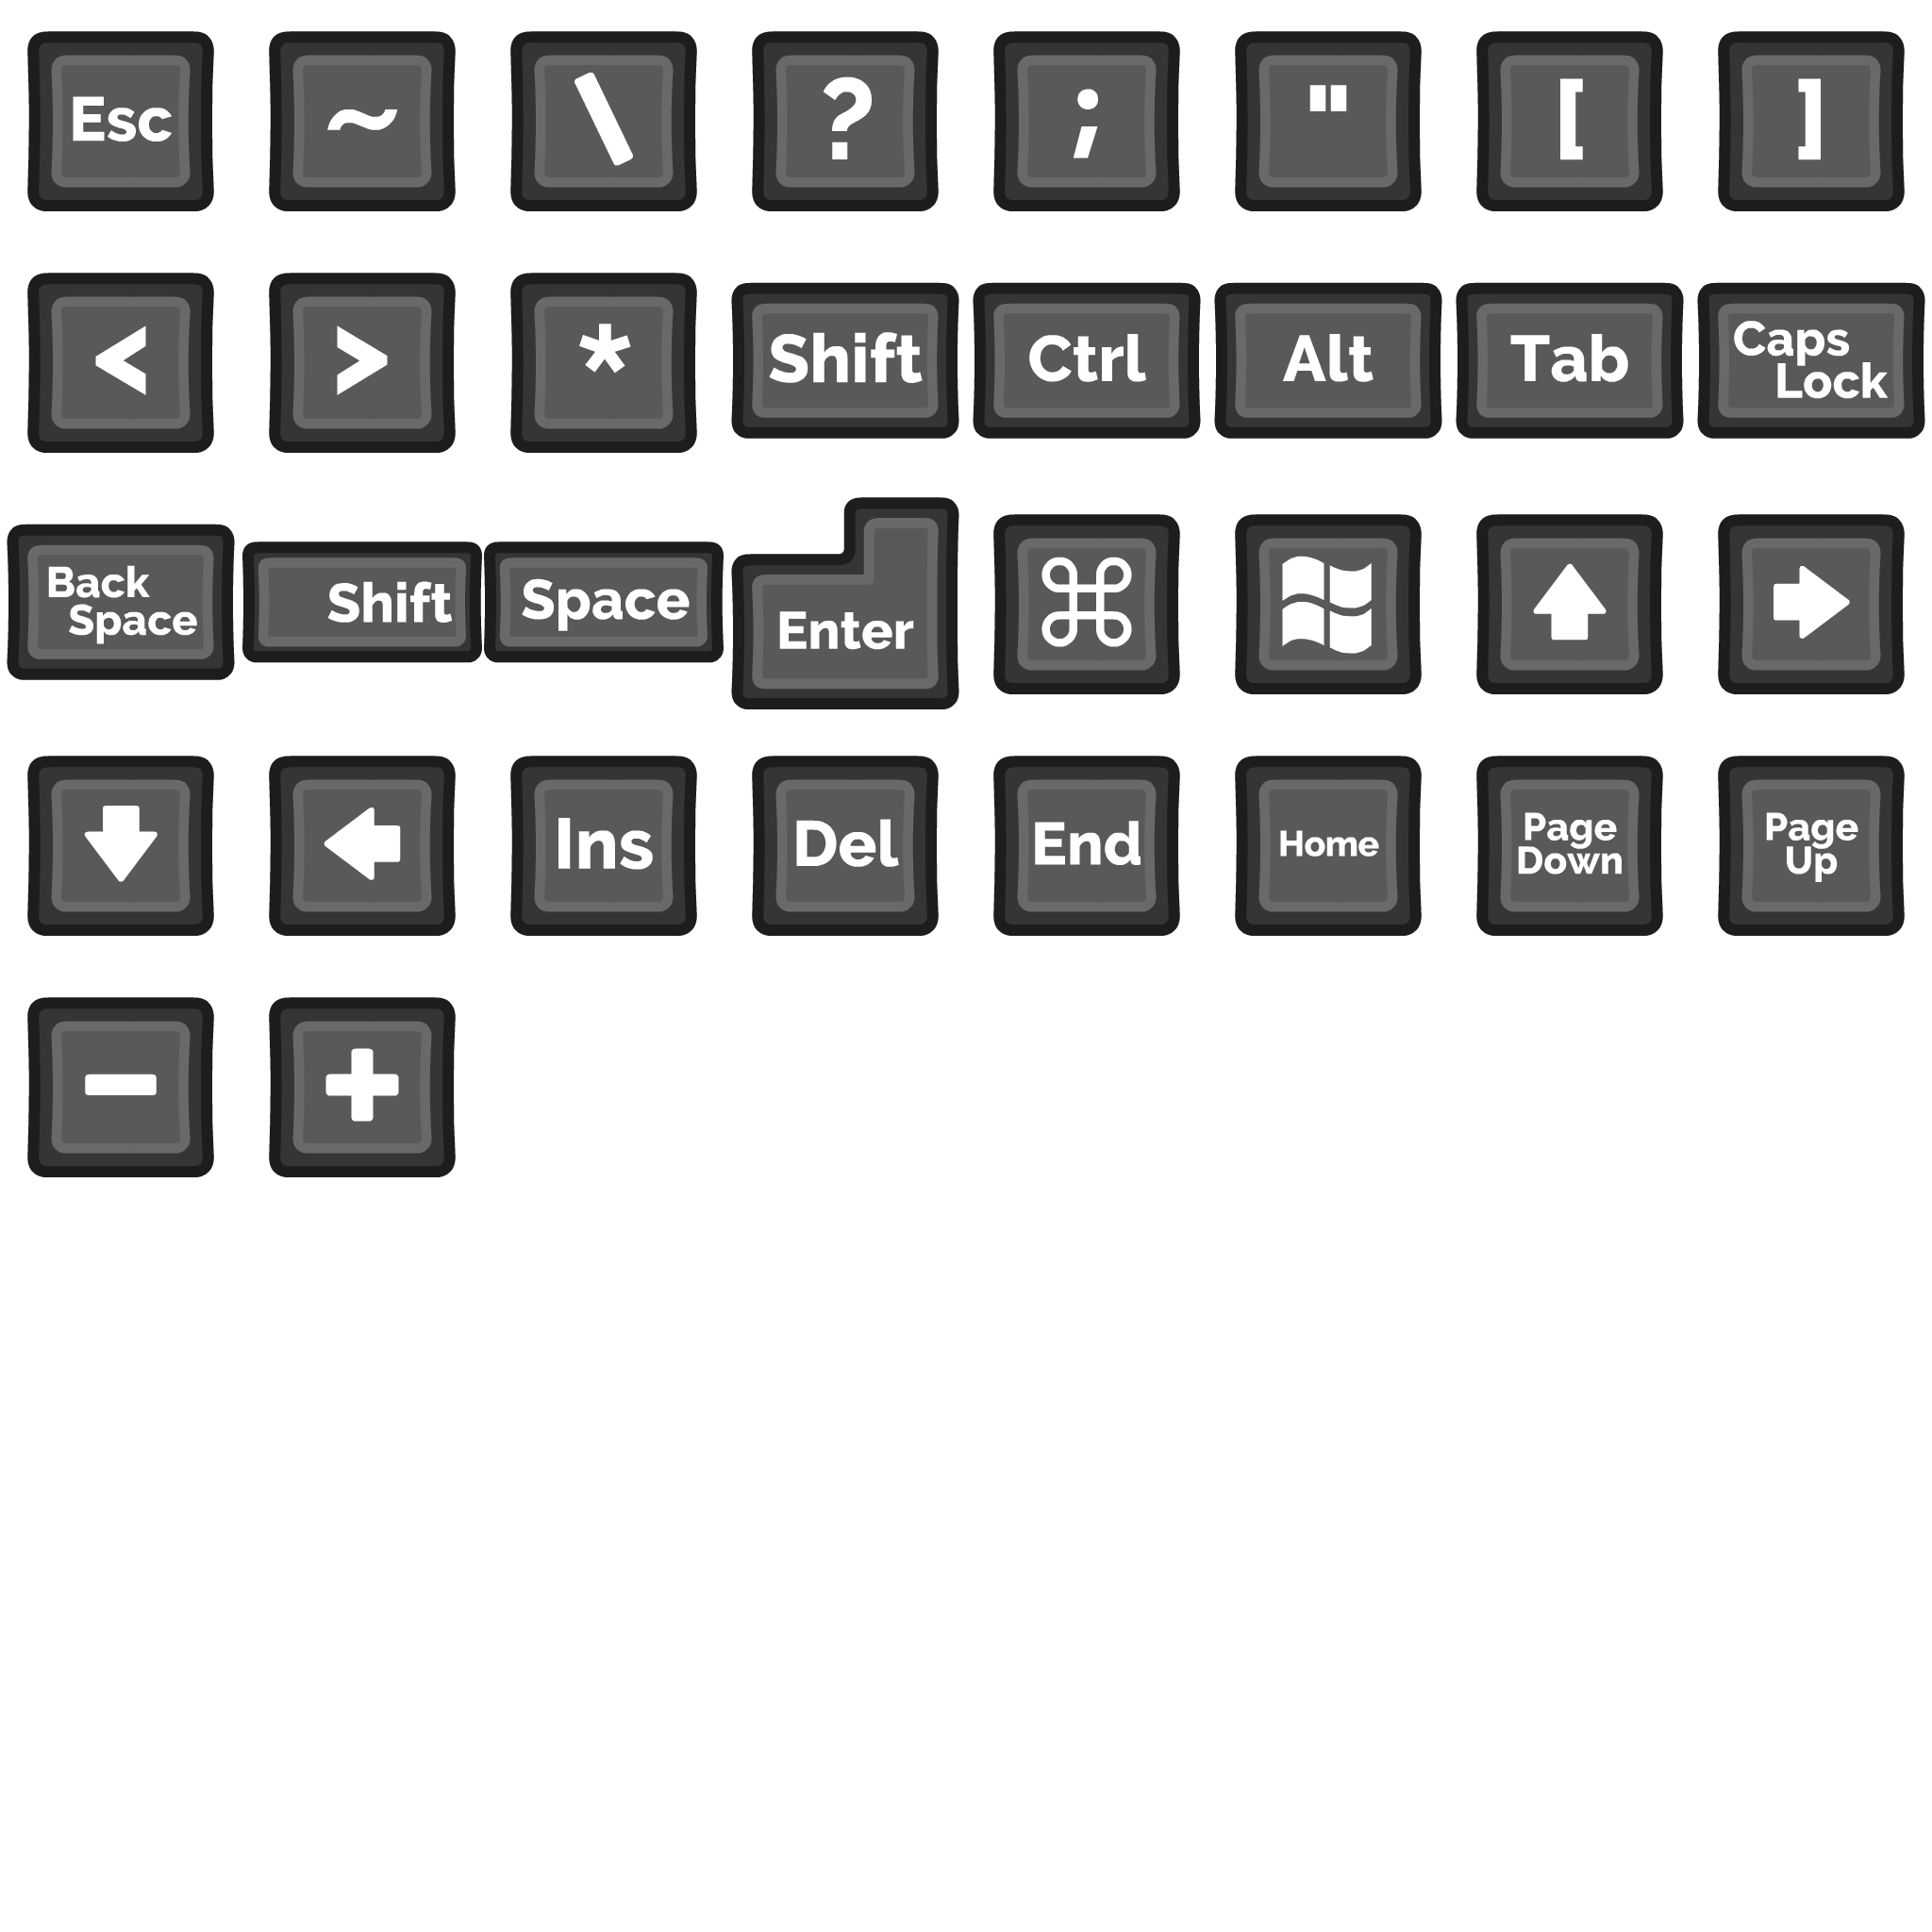 Esc ~ \ ? ; " [ ]
< > * Shift Ctrl Alt Tab Caps
Lock
Back
Space Shift Space Enter ⌘
Ins Del End Home Page
Down Page
Up
- +